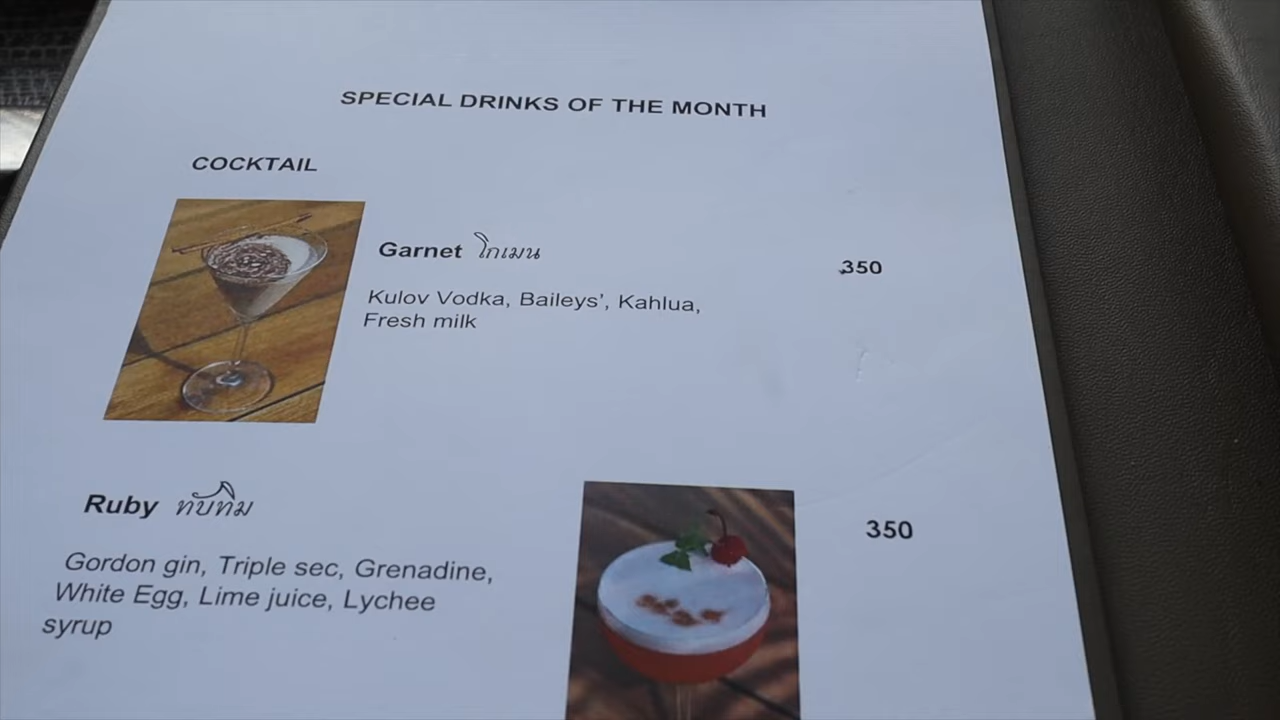 SPECIAL DRINKS OF THE MONTH
COCKTAIL
Garnet โกเมน 350
Kulov Vodka, Baileys’, Kahlua,
Fresh milk
Ruby ทับทิม 350
Gordon gin, Triple sec, Grenadine,
White Egg, Lime juice, Lychee
syrup